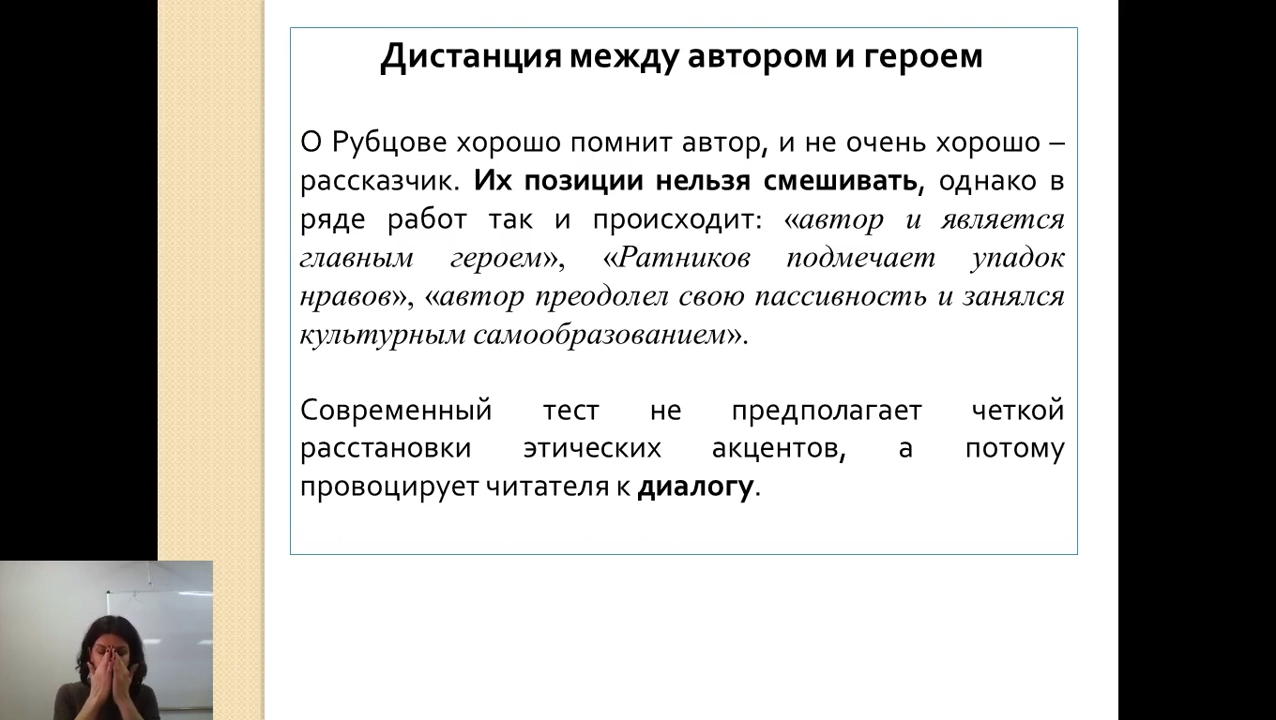 Дистанция между автором и героем
О Рубцове хорошо помнит автор, и не очень хорошо –
рассказчик. Их позиции нельзя смешивать, однако в
ряде работ так и происходит: «автор и является
главным героем», «Ратников подмечает упадок
нравов», «автор преодолел свою пассивность и занялся
культурным самообразованием».
Современный тест не предполагает четкой
расстановки этических акцентов, а потому
провоцирует читателя к диалогу.